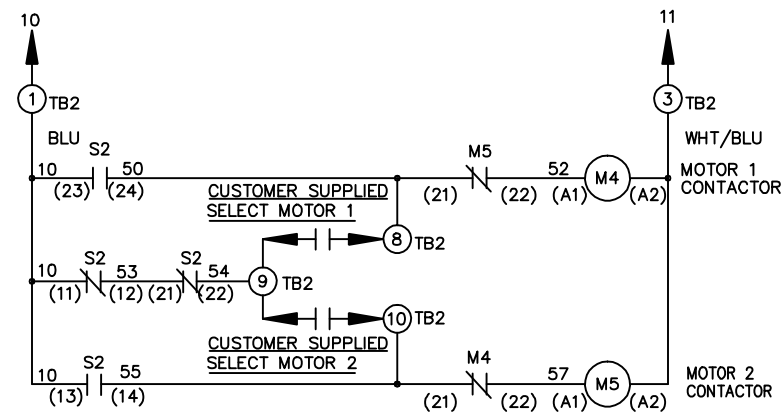 10 11
1 TB2 3 TB2
BLU WHT/BLU
S2 M5
10 50 52 M4 MOTOR 1
(23) (24) (21) (22) (A1) (A2) CONTACTOR
CUSTOMER SUPPLIED
SELECT MOTOR 1
8 TB2
S2 S2
10 53 54 9 TB2
(11) (12) (21) (22)
10 TB2
CUSTOMER SUPPLIED
SELECT MOTOR 2
S2 M4
10 55 57 M5 MOTOR 2
(13) (14) (21) (22) (A1) (A2) CONTACTOR